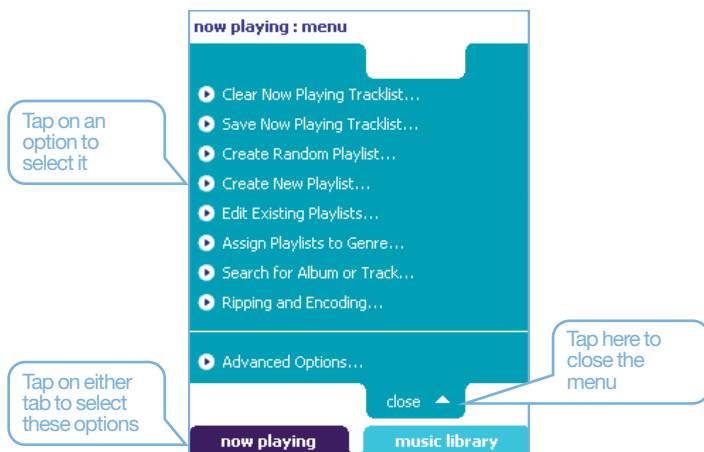 now playing : menu
Clear Now Playing Tracklist...
Save Now Playing Tracklist...
Create Random Playlist...
Create New Playlist...
Edit Existing Playlists...
Assign Playlists to Genre...
Search for Album or Track...
Ripping and Encoding...
Advanced Options...
close
now playing
music library
Tap on an
option to
select it
Tap on either
tab to select
these options
Tap here to
close the
menu